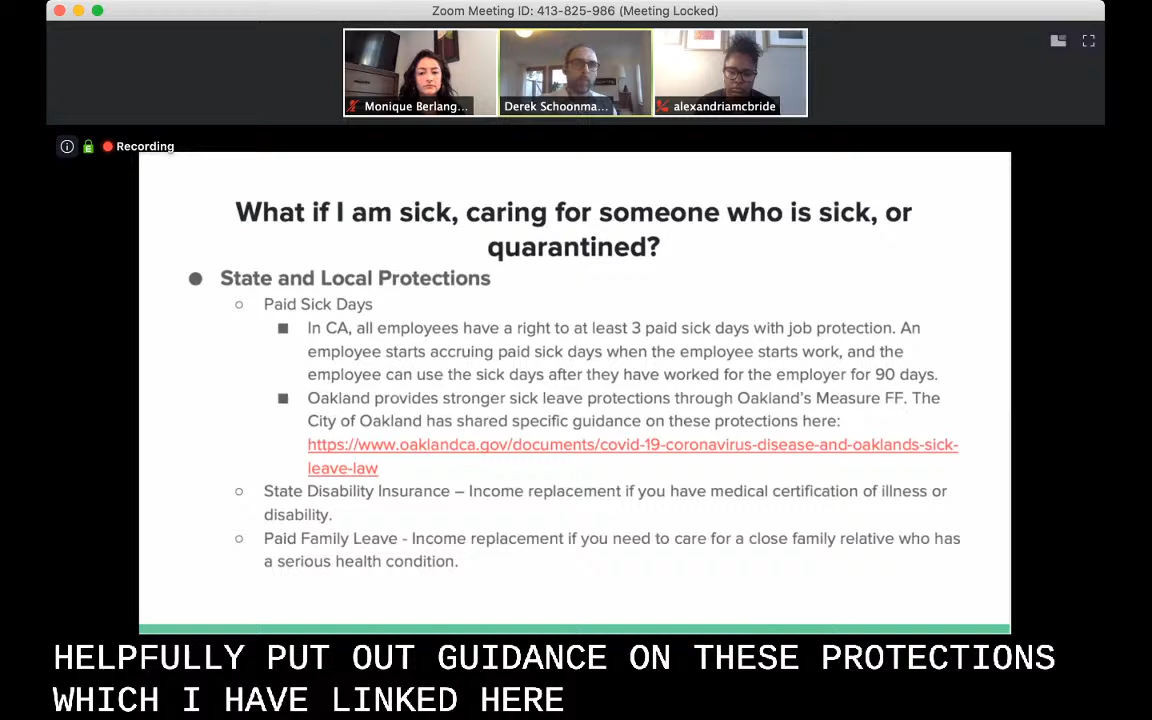 Zoom Meeting ID: 413-825-986 (Meeting Locked)
Monique Berlang...
Derek Schoonma...
alexandriamcbride
Recording
What if I am sick, caring for someone who is sick, or
quarantined?
● State and Local Protections
○ Paid Sick Days
■ In CA, all employees have a right to at least 3 paid sick days with job protection. An
employee starts accruing paid sick days when the employee starts work, and the
employee can use the sick days after they have worked for the employer for 90 days.
■ Oakland provides stronger sick leave protections through Oakland's Measure FF. The
City of Oakland has shared specific guidance on these protections here:
https://www.oaklandca.gov/documents/covid-19-coronavirus-disease-and-oaklands-sick-
leave-law
○ State Disability Insurance – Income replacement if you have medical certification of illness or
disability.
○ Paid Family Leave - Income replacement if you need to care for a close family relative who has
a serious health condition.
HELPFULLY PUT OUT GUIDANCE ON THESE PROTECTIONS
WHICH I HAVE LINKED HERE